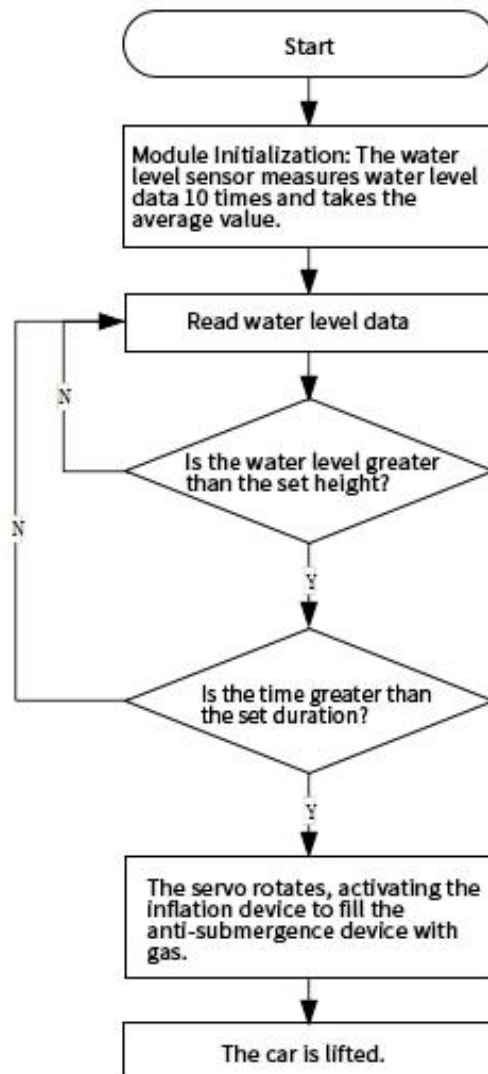 Start
Module Initialization: The water
level sensor measures water level
data 10 times and takes the
average value.
Read water level data
N
Is the water level greater
than the set height?
N
Y
Is the time greater than
the set duration?
Y
The servo rotates, activating the
inflation device to fill the
anti-submergence device with
gas.
The car is lifted.